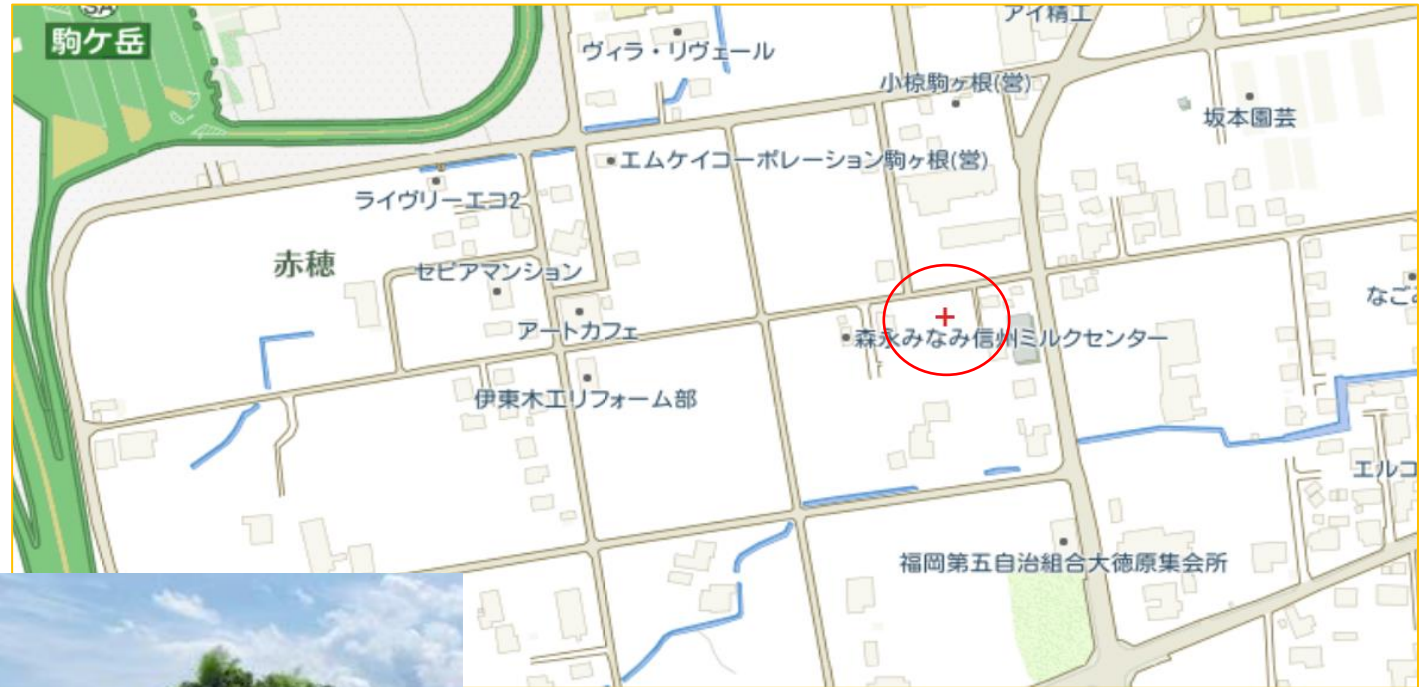 SA
駒ケ岳
アイ精工
ヴィラ・リヴェール
小椋駒ヶ根(営)
坂本園芸
エムケイコーポレーション駒ヶ根(営)
ライヴリーエコ2
赤穂
セピアマンション
アートカフェ
森永みなみ信州ミルクセンター
伊東木工リフォーム部
福岡第五自治組合大徳原集会所